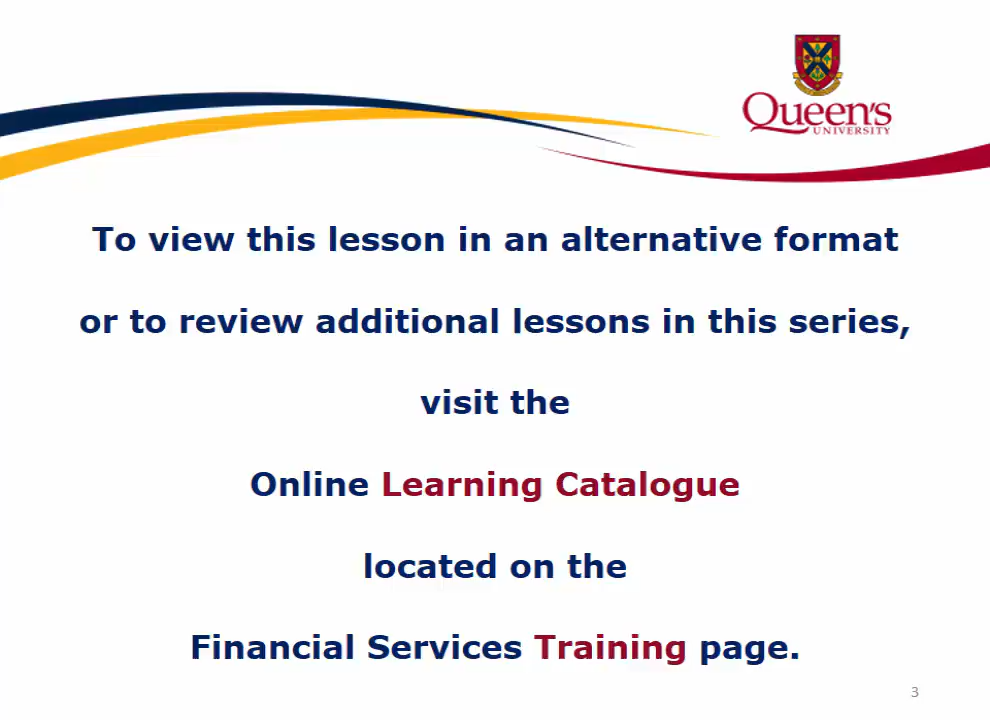 Queen's
UNIVERSITY
To view this lesson in an alternative format
or to review additional lessons in this series,
visit the
Online Learning Catalogue
located on the
Financial Services Training page.
3